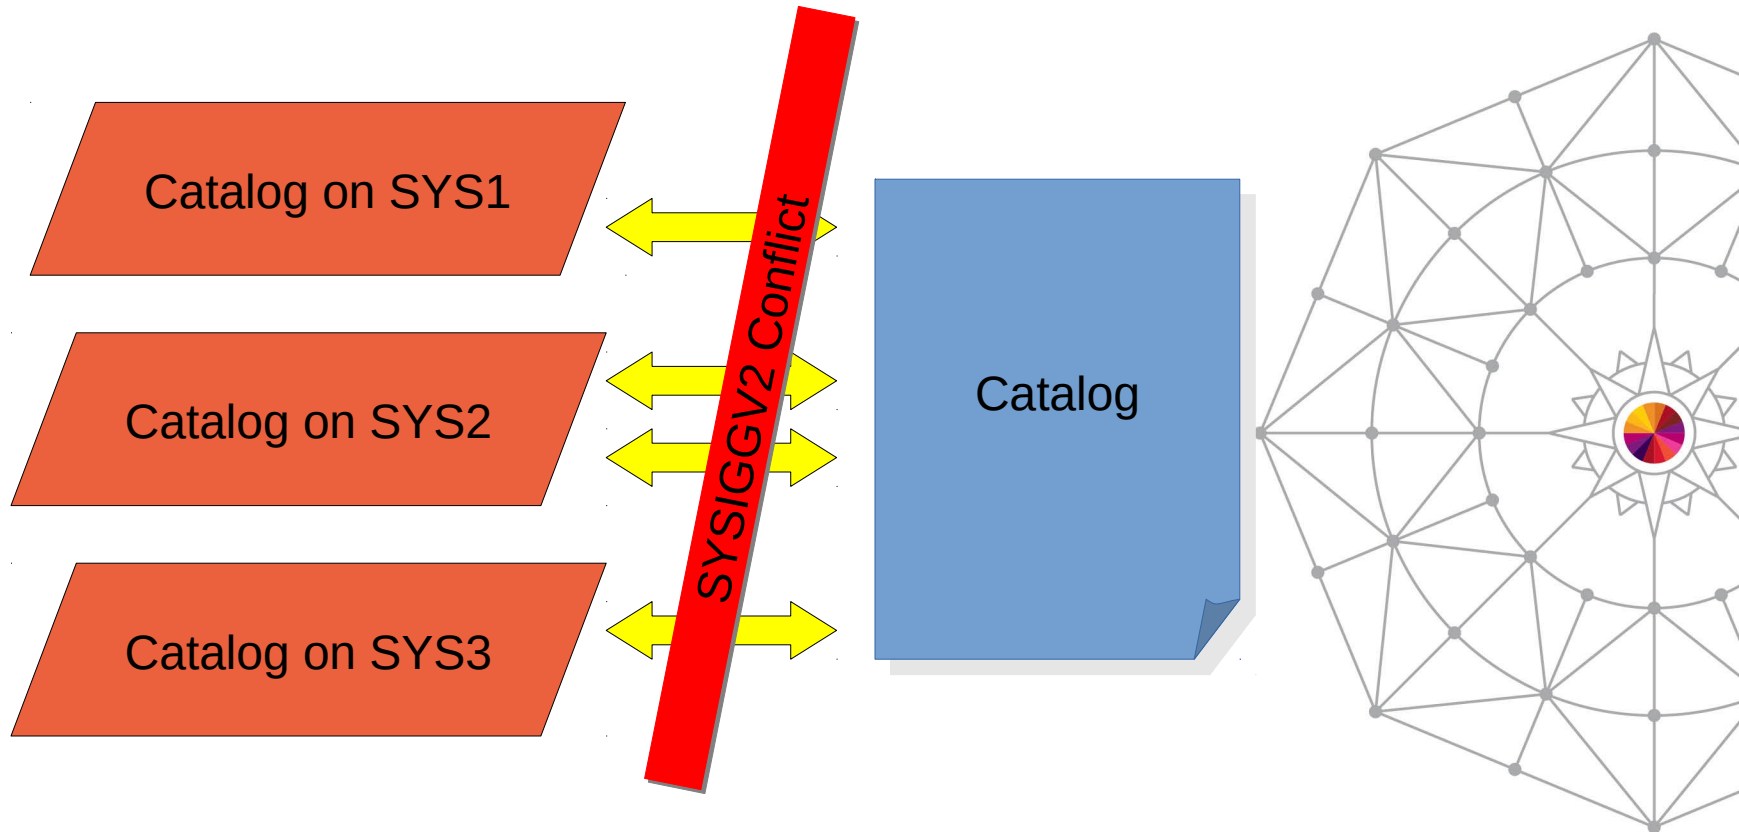 Catalog on SYS1
Catalog on SYS2
Catalog on SYS3
SYSIGGV2 Conflict
Catalog